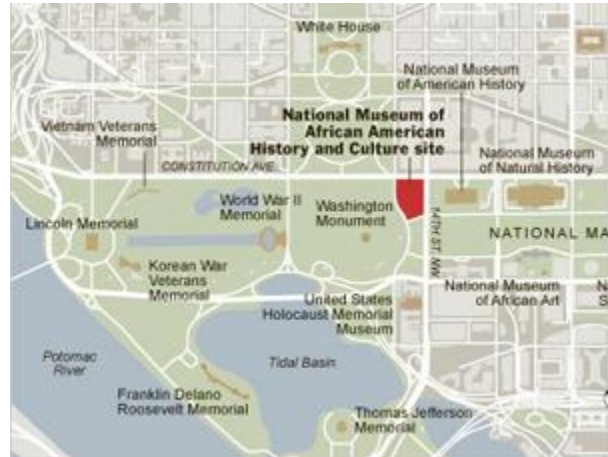 White House
National Museum
of American History
National Museum of
African American
History and Culture site
Vietnam Veterans
Memorial
CONSTITUTION AVE.
National Museum
of Natural History
World War II
Memorial
Washington
Monument
14TH ST. NW
Lincoln Memorial
NATIONAL MA
Korean War
Veterans
Memorial
National Museum
of African Art
Na
S
United States
Holocaust Memorial
Museum
Potomac
River
Tidal Basin
Franklin Delano
Roosevelt Memorial
Thomas Jefferson
Memorial